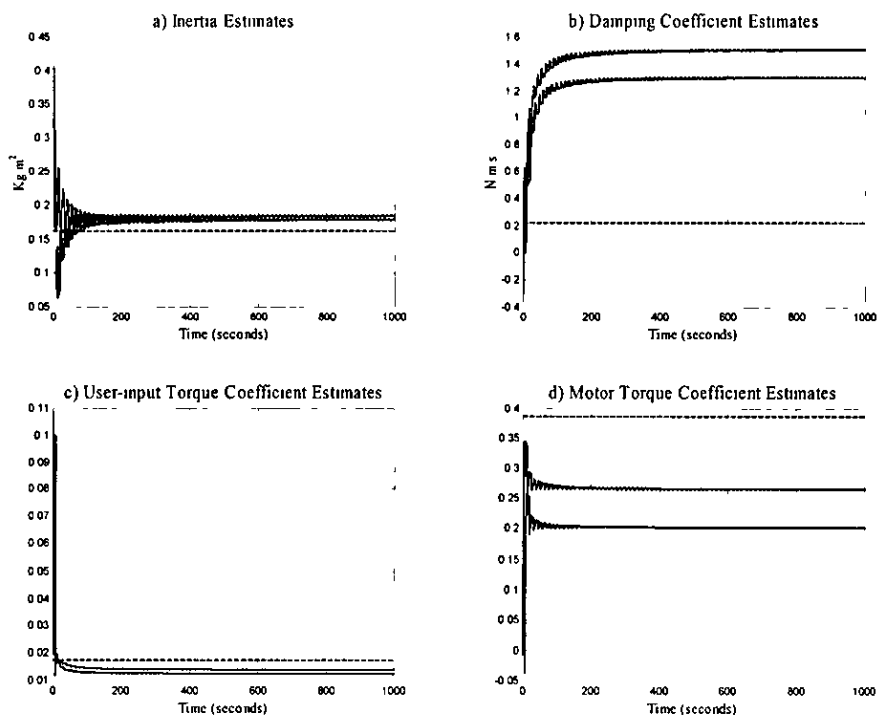 a) Inertia Estimates
0 45
0 4
0 35
0 3
0 25
0 2
0 15
0 1
0 05
Kg m²
0 200 400 600 800 1000
Time (seconds)
b) Damping Coefficient Estimates
1 6
1.4
1.2
1
0 8
0 6
0 4
0 2
0
-0 2
-0 4
N m s
0 200 400 600 800 1000
Time (seconds)
c) User-input Torque Coefficient Estimates
0 11
0 1
0 09
0 08
0 07
0 06
0 05
0 04
0 03
0 02
0 01
0 200 400 600 800 1000
Time (seconds)
d) Motor Torque Coefficient Estimates
0 4
0 35
0 3
0 25
0 2
0 15
0 1
0 05
0
-0 05
0 200 400 600 800 1000
Time (seconds)